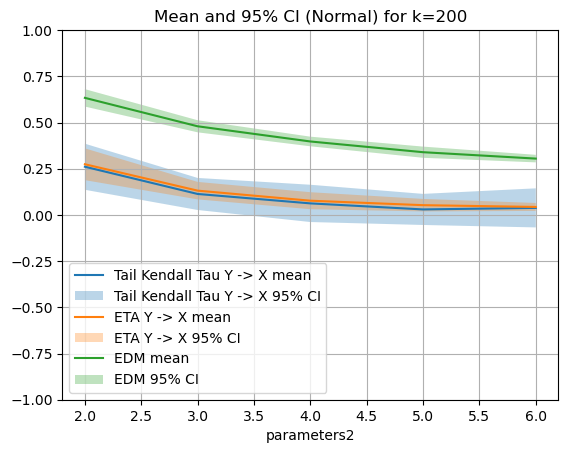 Mean and 95% CI (Normal) for k=200
1.00
0.75
0.50
0.25
0.00
−0.25
−0.50
−0.75
−1.00
Tail Kendall Tau Y -> X mean
Tail Kendall Tau Y -> X 95% CI
ETA Y -> X mean
ETA Y -> X 95% CI
EDM mean
EDM 95% CI
2.0 2.5 3.0 3.5 4.0 4.5 5.0 5.5 6.0
parameters2